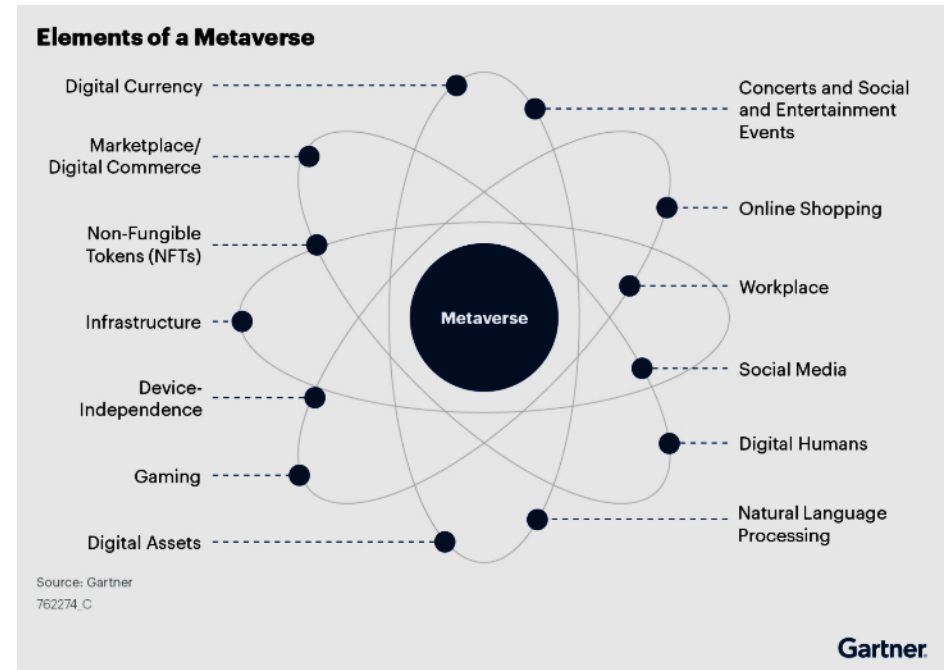 Elements of a Metaverse
Digital Currency
Marketplace/
Digital Commerce
Non-Fungible
Tokens (NFTs)
Infrastructure
Device-
Independence
Gaming
Digital Assets
Metaverse
Concerts and Social
and Entertainment
Events
Online Shopping
Workplace
Social Media
Digital Humans
Natural Language
Processing
Source: Gartner
762274_C
Gartner.